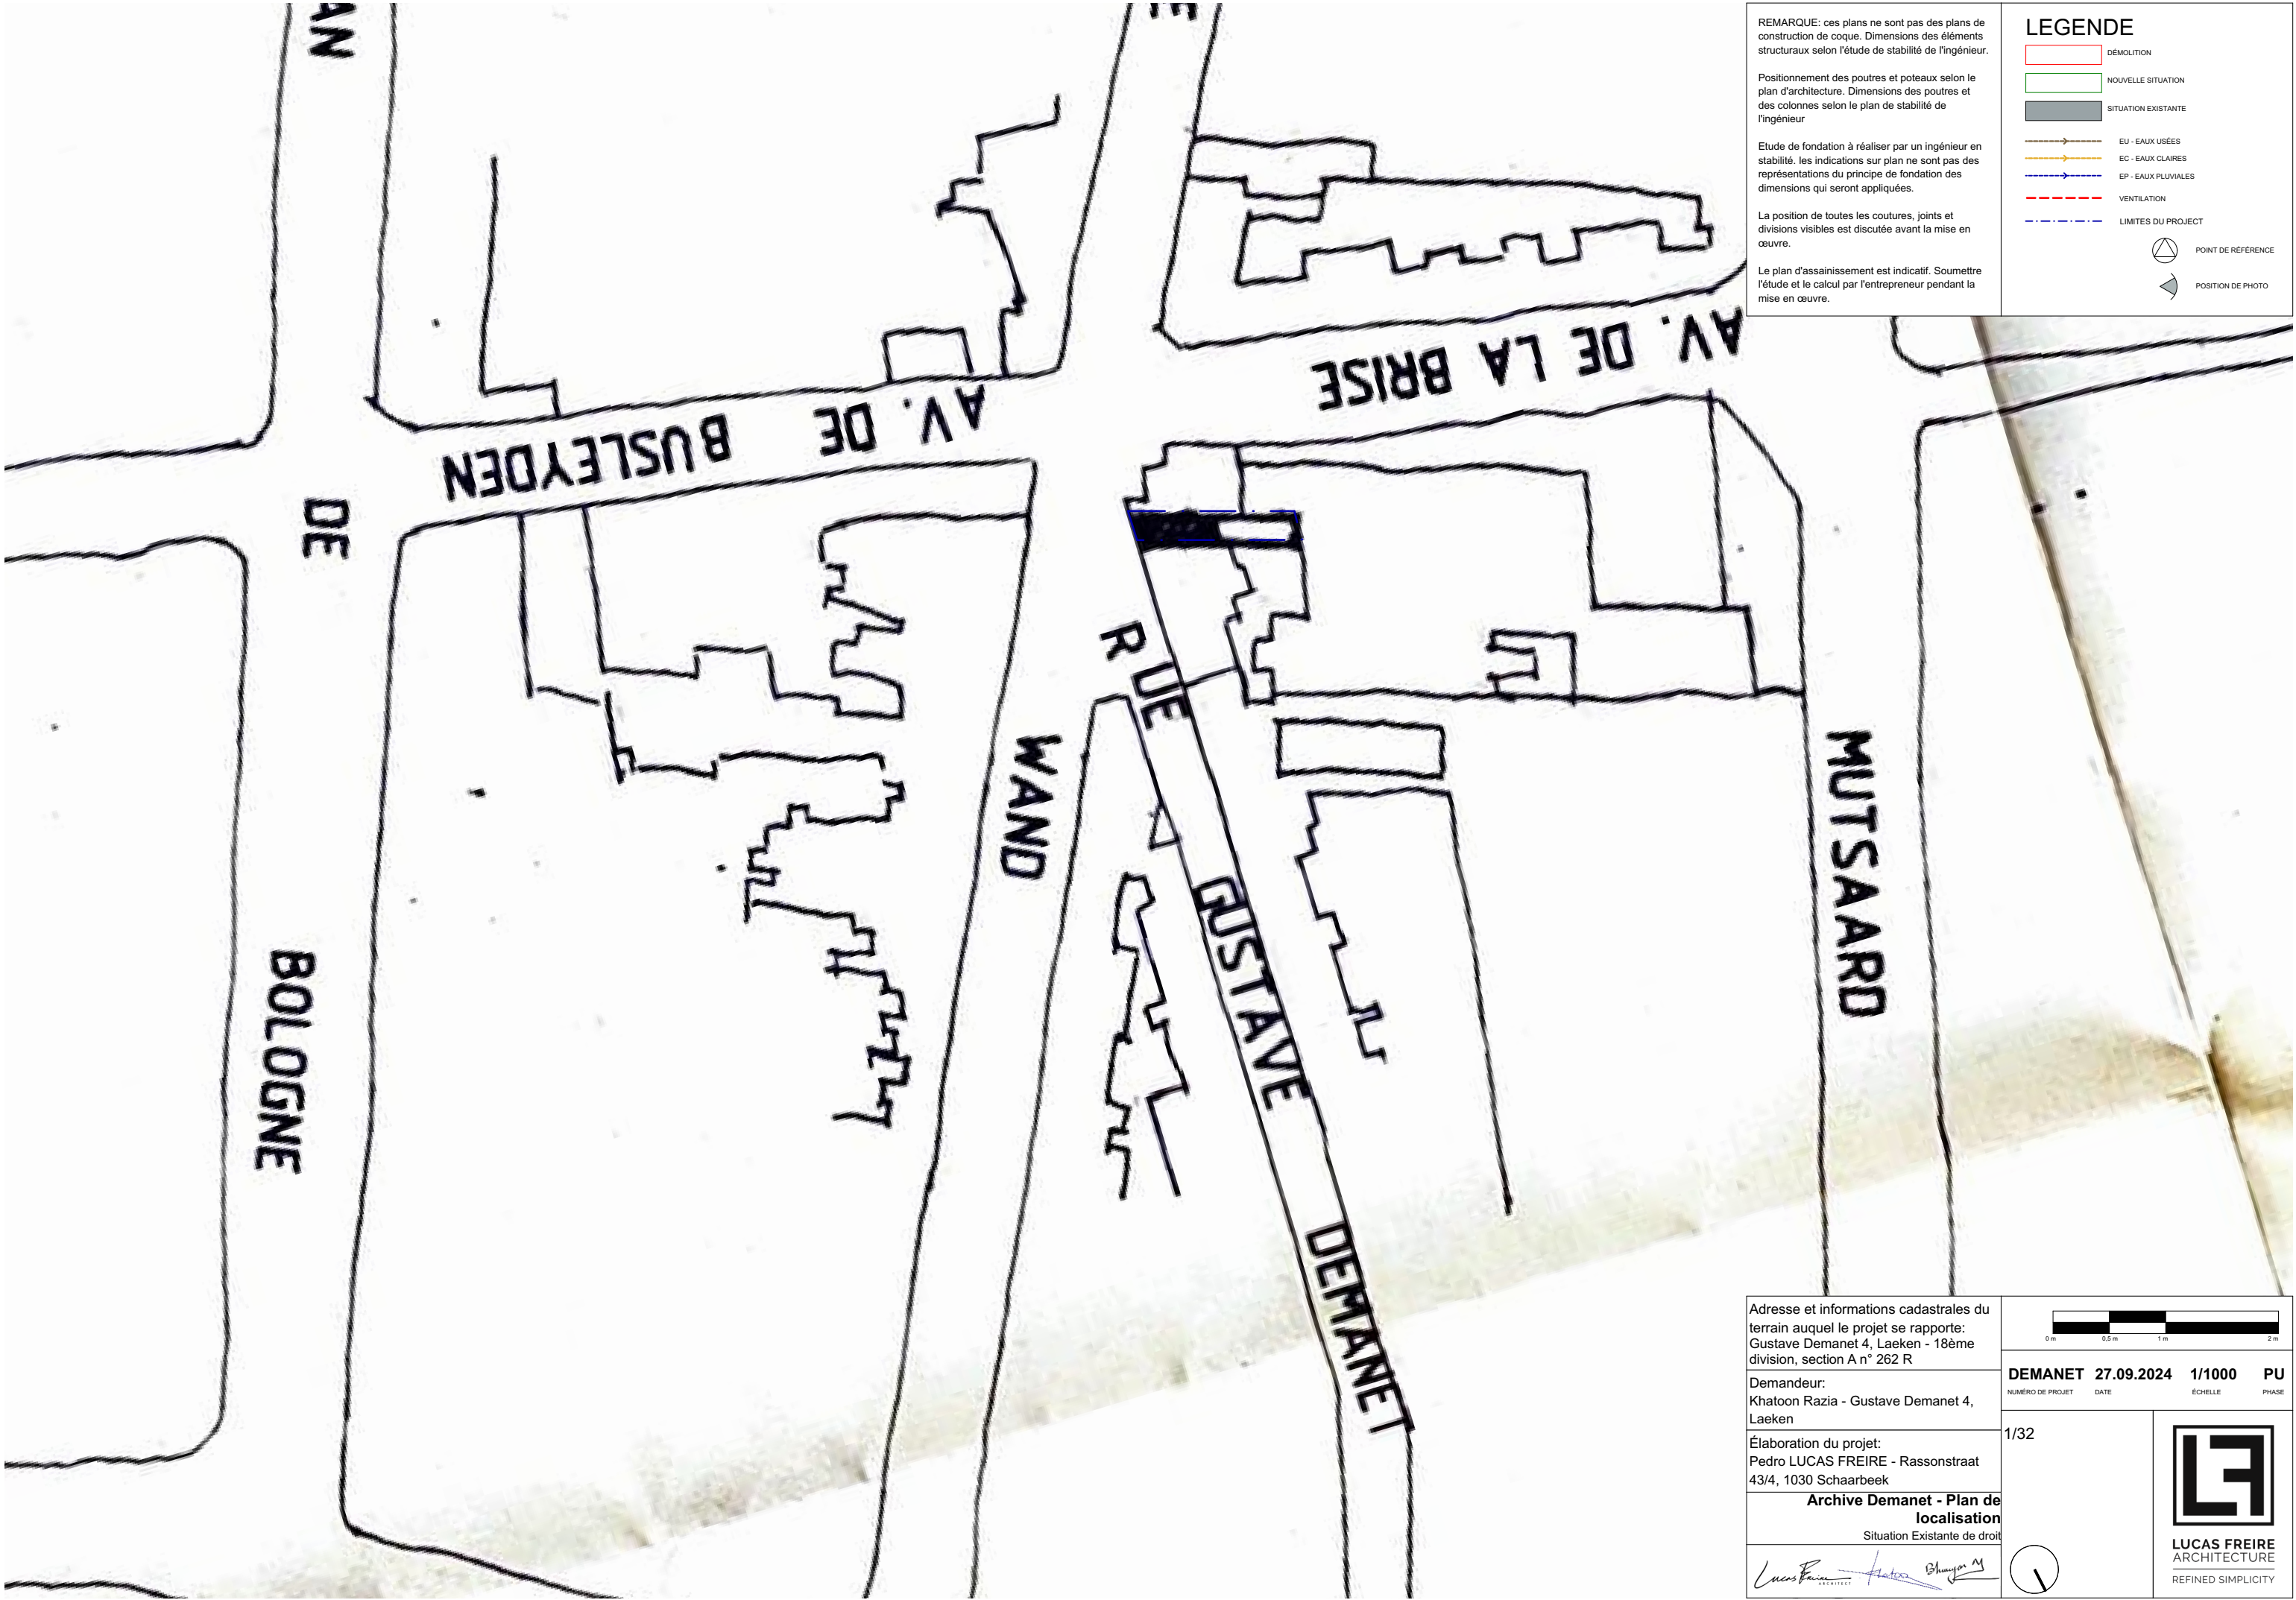 AN
DE
BOLOGNE
AV. DE BUSLEYDEN
AV. DE LA BRISE
WAND
RUE
GUSTAVE
DEMANET
MUTSAARD
REMARQUE: ces plans ne sont pas des plans de
construction de coque. Dimensions des éléments
structuraux selon l'étude de stabilité de l'ingénieur.
Positionnement des poutres et poteaux selon le
plan d'architecture. Dimensions des poutres et
des colonnes selon le plan de stabilité de
l'ingénieur
Etude de fondation à réaliser par un ingénieur en
stabilité. les indications sur plan ne sont pas des
représentations du principe de fondation des
dimensions qui seront appliquées.
La position de toutes les coutures, joints et
divisions visibles est discutée avant la mise en
œuvre.
Le plan d'assainissement est indicatif. Soumettre
l'étude et le calcul par l'entrepreneur pendant la
mise en œuvre.
LEGENDE
DÉMOLITION
NOUVELLE SITUATION
SITUATION EXISTANTE
EU - EAUX USÉES
EC - EAUX CLAIRES
EP - EAUX PLUVIALES
VENTILATION
LIMITES DU PROJECT
POINT DE RÉFÉRENCE
POSITION DE PHOTO
Adresse et informations cadastrales du
terrain auquel le projet se rapporte:
Gustave Demanet 4, Laeken - 18ème
division, section A n° 262 R
Demandeur:
Khatoon Razia - Gustave Demanet 4,
Laeken
Élaboration du projet:
Pedro LUCAS FREIRE - Rassonstraat
43/4, 1030 Schaarbeek
Archive Demanet - Plan de
localisation
Situation Existante de droit
Lucas Freire
ARCHITECT
0 m 0,5 m 1 m 2 m
DEMANET 27.09.2024 1/1000 PU
NUMÉRO DE PROJET DATE ÉCHELLE PHASE
1/32
LF
LUCAS FREIRE
ARCHITECTURE
REFINED SIMPLICITY